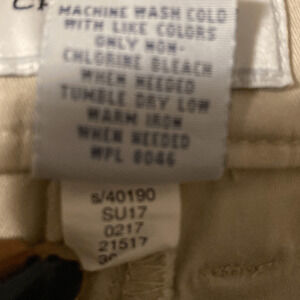 MACHINE WASH COLD
WITH LIKE COLORS
ONLY NON-
CHLORINE BLEACH
WHEN NEEDED
TUMBLE DRY LOW
WARM IRON
WHEN NEEDED
WPL 8046
s/40190
SU17
0217
21517